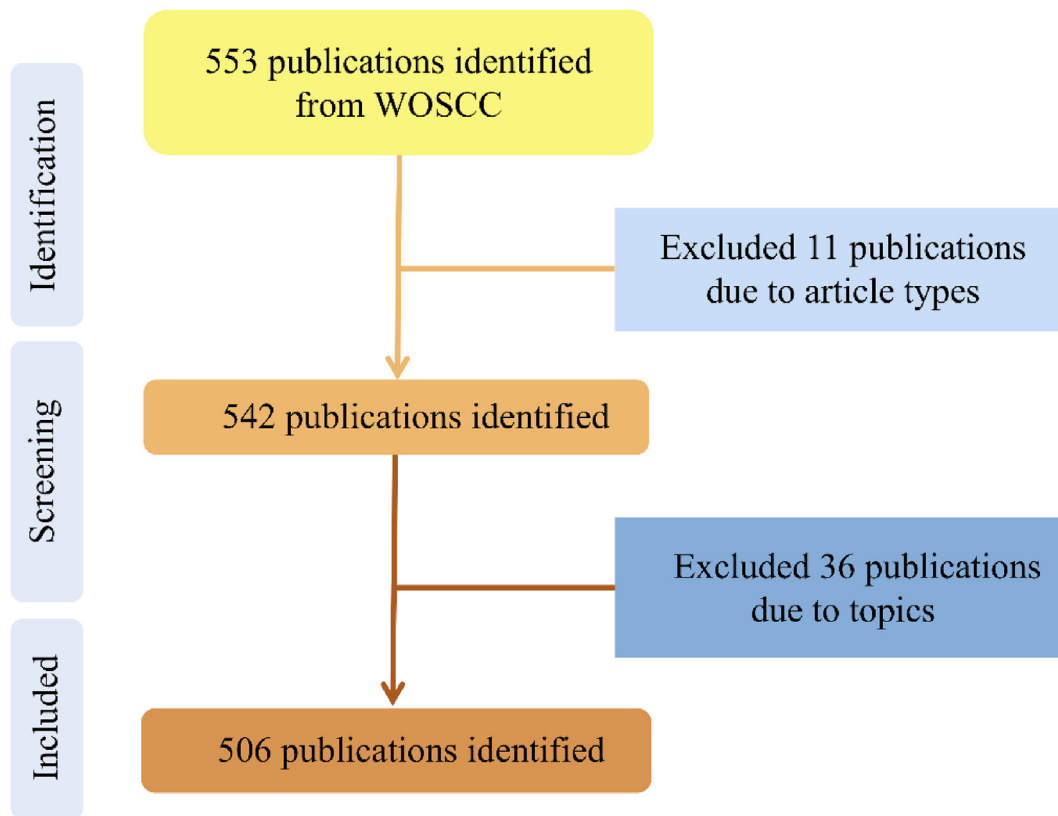 Identification
553 publications identified
from WOSCC
Excluded 11 publications
due to article types
Screening
542 publications identified
Excluded 36 publications
due to topics
Included
506 publications identified